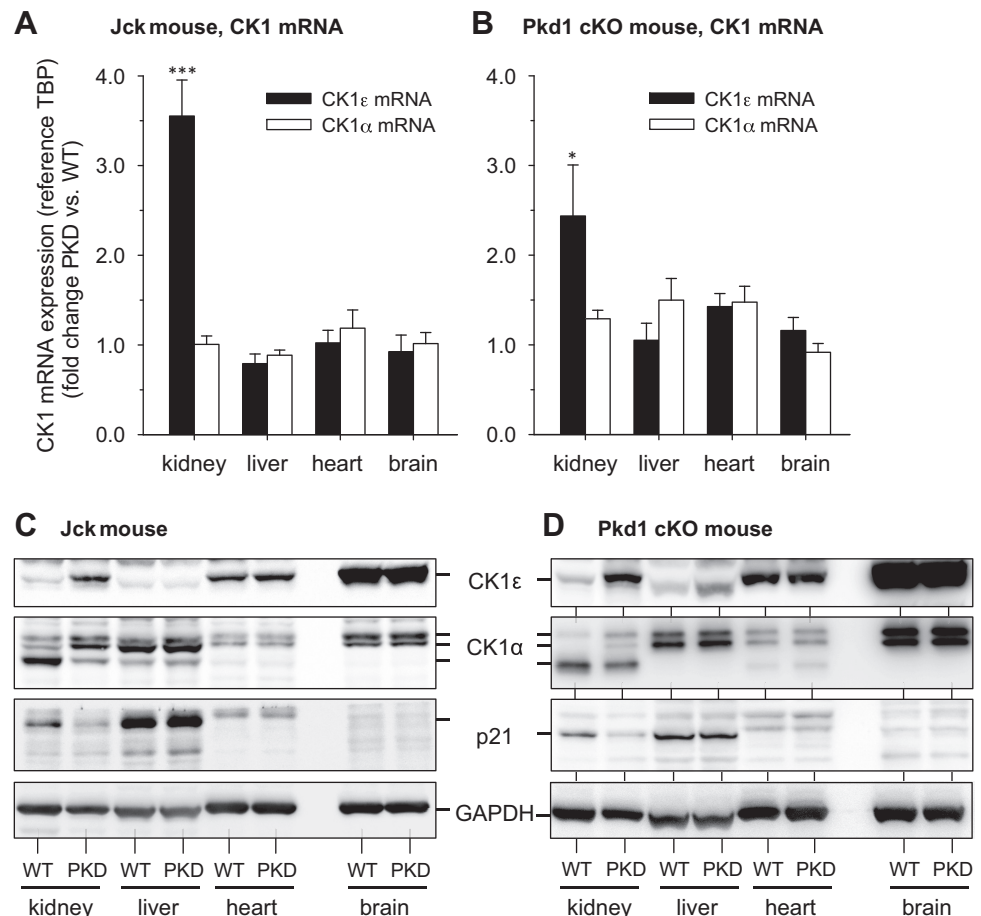 A Jck mouse, CK1 mRNA
CK1 mRNA expression (reference TBP)
(fold change PKD vs. WT)
4.0
3.0
2.0
1.0
0.0
***
CK1ε mRNA
CK1α mRNA
kidney liver heart brain
B Pkd1 cKO mouse, CK1 mRNA
4.0
3.0
2.0
1.0
0.0
*
CK1ε mRNA
CK1α mRNA
kidney liver heart brain
C Jck mouse
D Pkd1 cKO mouse
CK1ε
CK1α
p21
GAPDH
WT PKD WT PKD WT PKD WT PKD
kidney liver heart brain
WT PKD WT PKD WT PKD WT PKD
kidney liver heart brain